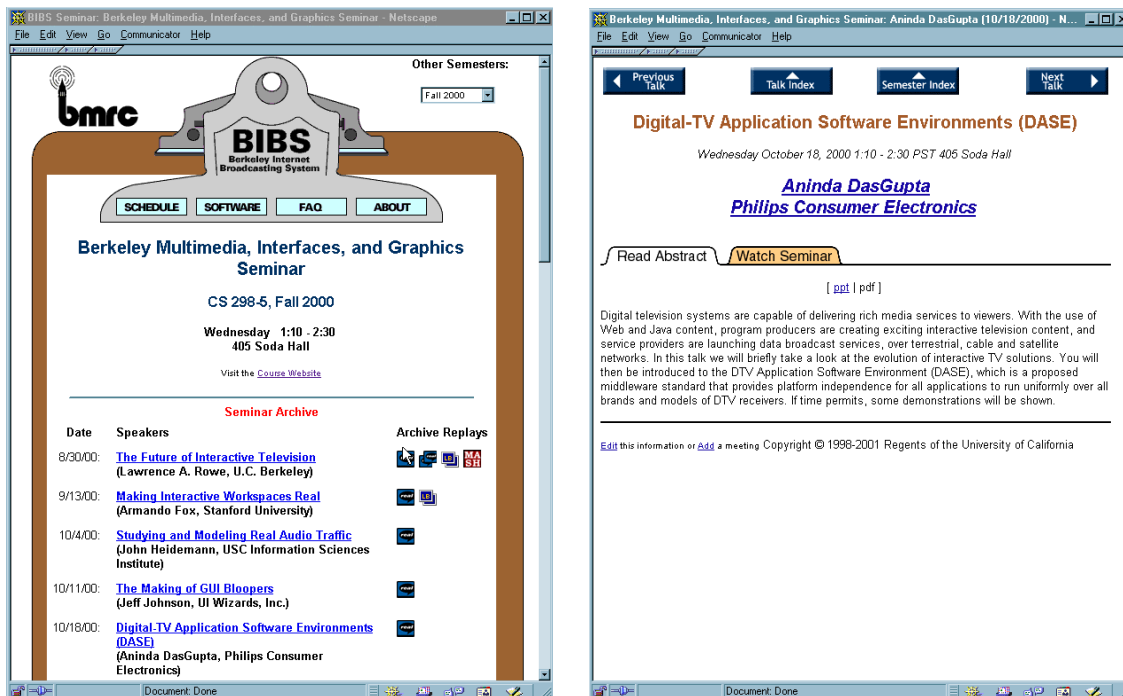 BIBS Seminar: Berkeley Multimedia, Interfaces, and Graphics Seminar - Netscape
File Edit View Go Communicator Help
bmrc
Other Semesters:
Fall 2000
BIBS
Berkeley Internet
Broadcasting System
SCHEDULE SOFTWARE FAQ ABOUT
Berkeley Multimedia, Interfaces, and Graphics
Seminar
CS 298-5, Fall 2000
Wednesday 1:10 - 2:30
405 Soda Hall
Visit the Course Website
Seminar Archive
Date Speakers Archive Replays
8/30/00: The Future of Interactive Television
(Lawrence A. Rowe, U.C. Berkeley)
real LB MASH
9/13/00: Making Interactive Workspaces Real
(Armando Fox, Stanford University)
real LB
10/4/00: Studying and Modeling Real Audio Traffic
(John Heidemann, USC Information Sciences
Institute)
real
10/11/00: The Making of GUI Bloopers
(Jeff Johnson, UI Wizards, Inc.)
real
10/18/00: Digital-TV Application Software Environments
(DASE)
(Aninda DasGupta, Philips Consumer
Electronics)
real
Document: Done
Berkeley Multimedia, Interfaces, and Graphics Seminar: Aninda DasGupta (10/18/2000) - N...
File Edit View Go Communicator Help
Previous Talk
Talk Index
Semester Index
Next Talk
Digital-TV Application Software Environments (DASE)
Wednesday October 18, 2000 1:10 - 2:30 PST 405 Soda Hall
Aninda DasGupta
Philips Consumer Electronics
Read Abstract Watch Seminar
[ ppt | pdf ]
Digital television systems are capable of delivering rich media services to viewers. With the use of
Web and Java content, program producers are creating exciting interactive television content, and
service providers are launching data broadcast services, over terrestrial, cable and satellite
networks. In this talk we will briefly take a look at the evolution of interactive TV solutions. You will
then be introduced to the DTV Application Software Environment (DASE), which is a proposed
middleware standard that provides platform independence for all applications to run uniformly over all
brands and models of DTV receivers. If time permits, some demonstrations will be shown.
Edit this information or Add a meeting Copyright © 1998-2001 Regents of the University of California
Document: Done